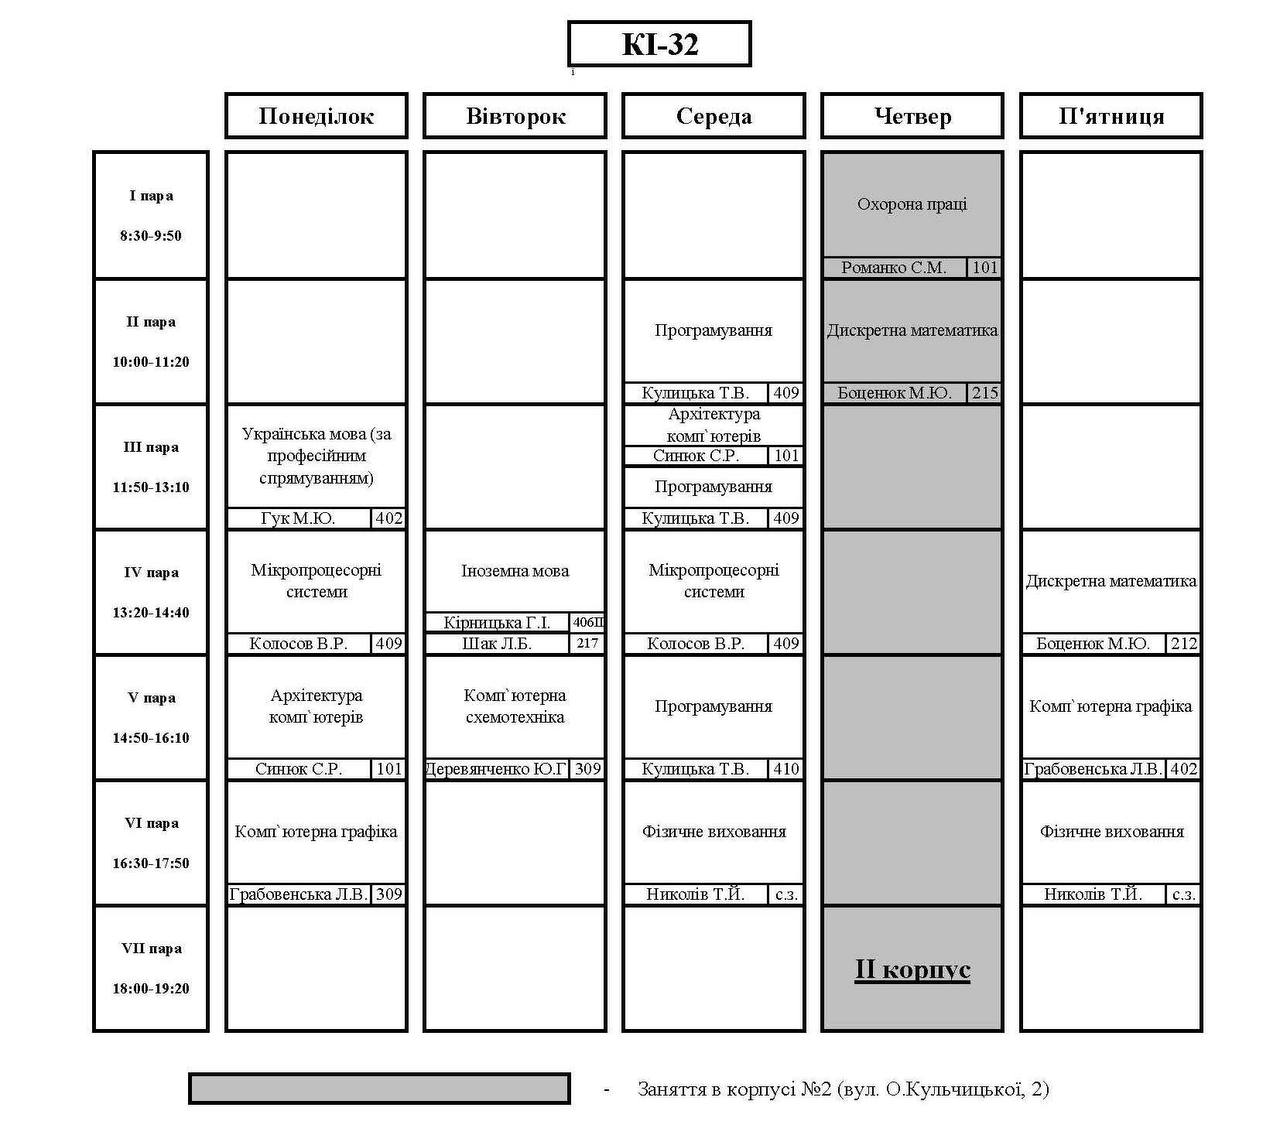 КІ-32
і
Понеділок
Вівторок
Середа
Четвер
П'ятниця
I пара
8:30-9:50
Охорона праці
Романко С.М. 101
II пара
10:00-11:20
Програмування
Кулицька Т.В. 409
Дискретна математика
Боценюк М.Ю. 215
III пара
11:50-13:10
Українська мова (за
професійним
спрямуванням)
Гук М.Ю. 402
Архітектура
комп`ютерів
Синюк С.Р. 101
Програмування
Кулицька Т.В. 409
IV пара
13:20-14:40
Мікропроцесорні
системи
Колосов В.Р. 409
Іноземна мова
Кірницька Г.І. 406П
Шак Л.Б. 217
Мікропроцесорні
системи
Колосов В.Р. 409
Дискретна математика
Боценюк М.Ю. 212
V пара
14:50-16:10
Архітектура
комп`ютерів
Синюк С.Р. 101
Комп`ютерна
схемотехніка
Деревянченко Ю.Г 309
Програмування
Кулицька Т.В. 410
Комп`ютерна графіка
Грабовенська Л.В. 402
VI пара
16:30-17:50
Комп`ютерна графіка
Грабовенська Л.В. 309
Фізичне виховання
Николів Т.Й. с.з.
Фізичне виховання
Николів Т.Й. с.з.
VII пара
18:00-19:20
II корпус
- Заняття в корпусі №2 (вул. О.Кульчицької, 2)